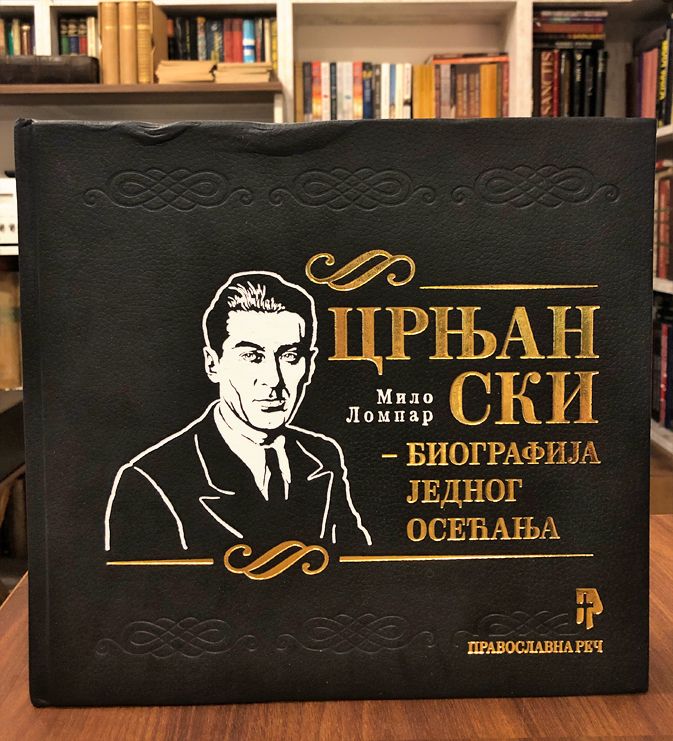 ЦРЊАН
СКИ
Мило
Ломпар
– БИОГРАФИЈА
ЈЕДНОГ
ОСЕЋАЊА
ПРАВОСЛАВНА РЕЧ